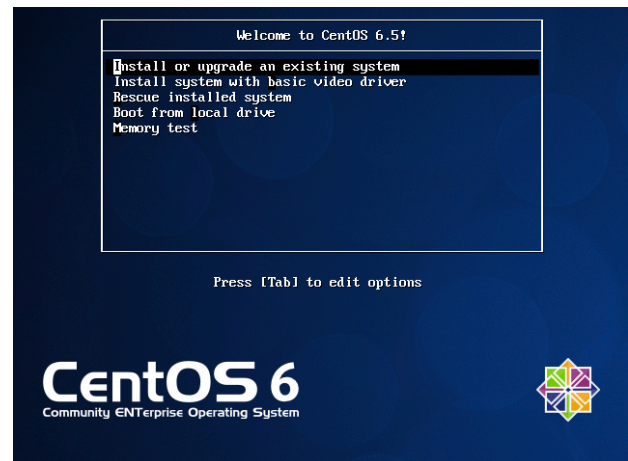 Welcome to CentOS 6.5!
Install or upgrade an existing system
Install system with basic video driver
Rescue installed system
Boot from local drive
Memory test
Press [Tab] to edit options
CentOS 6
Community ENTerprise Operating System